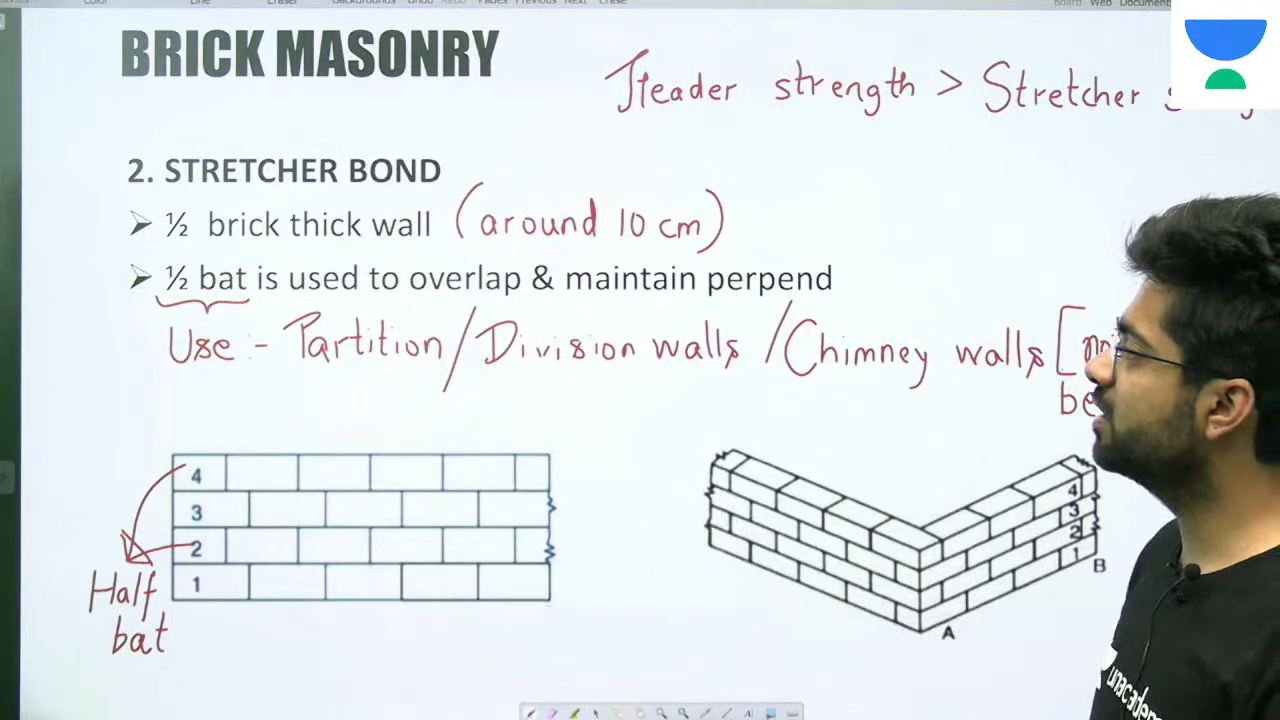 BRICK MASONRY
Header strength > Stretcher
2. STRETCHER BOND
➢ ½ brick thick wall (around 10 cm)
➢ ½ bat is used to overlap & maintain perpend
Use :- Partition/Division walls / Chimney walls [
be
4
3
2
1
Half
bat
4
3
2
1
B
A
unacade